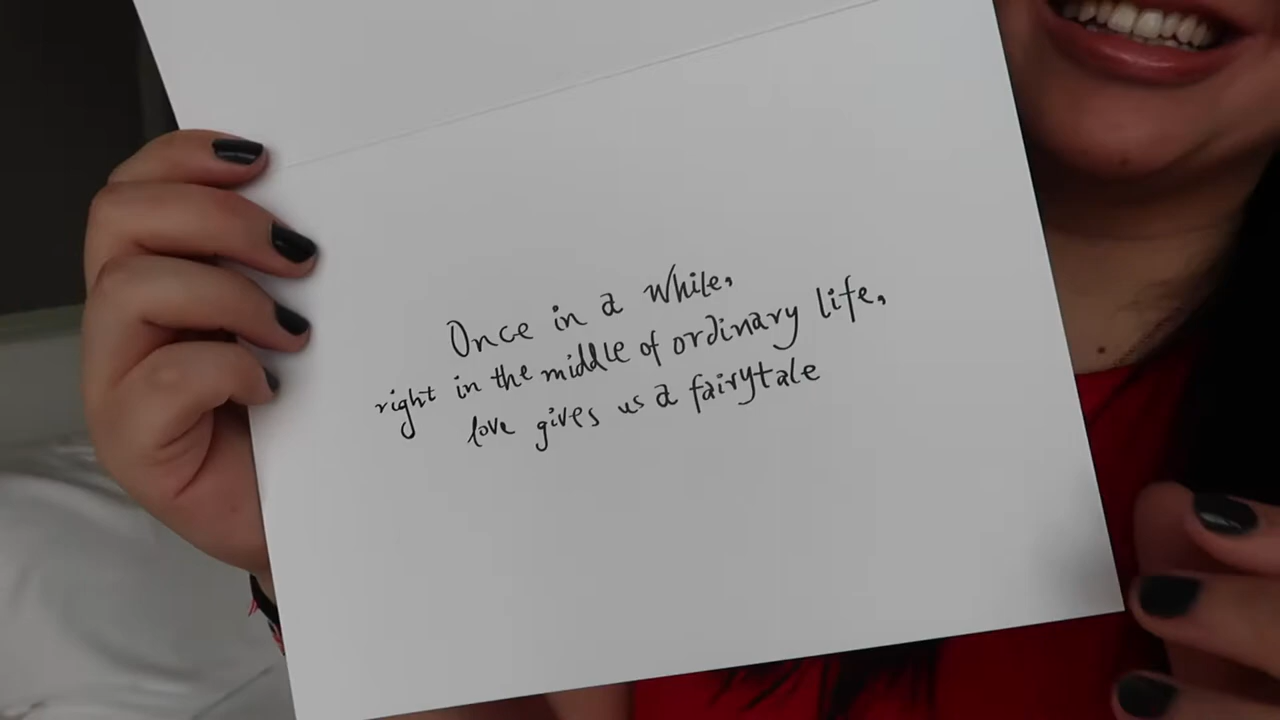 Once in a while,
right in the middle of ordinary life,
love gives us a fairytale